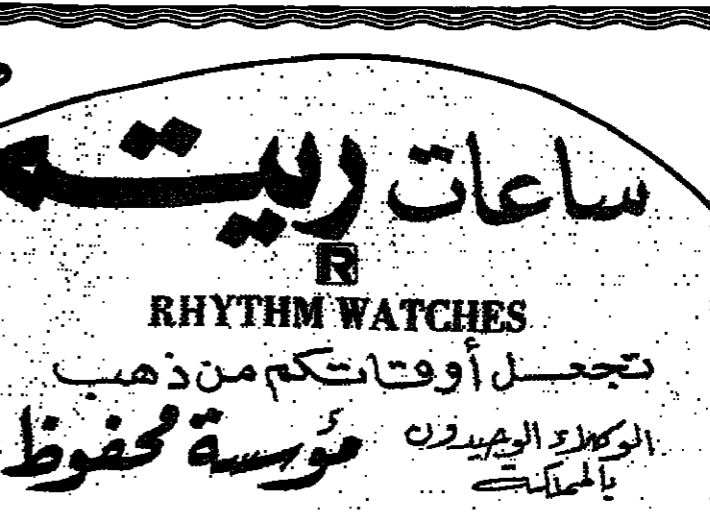 ساعات ريتم
R
RHYTHM WATCHES
تجعل أوقاتكم من ذهب
الوكلاء الوحيدون
بالمملكة
مؤسسة محفوظ